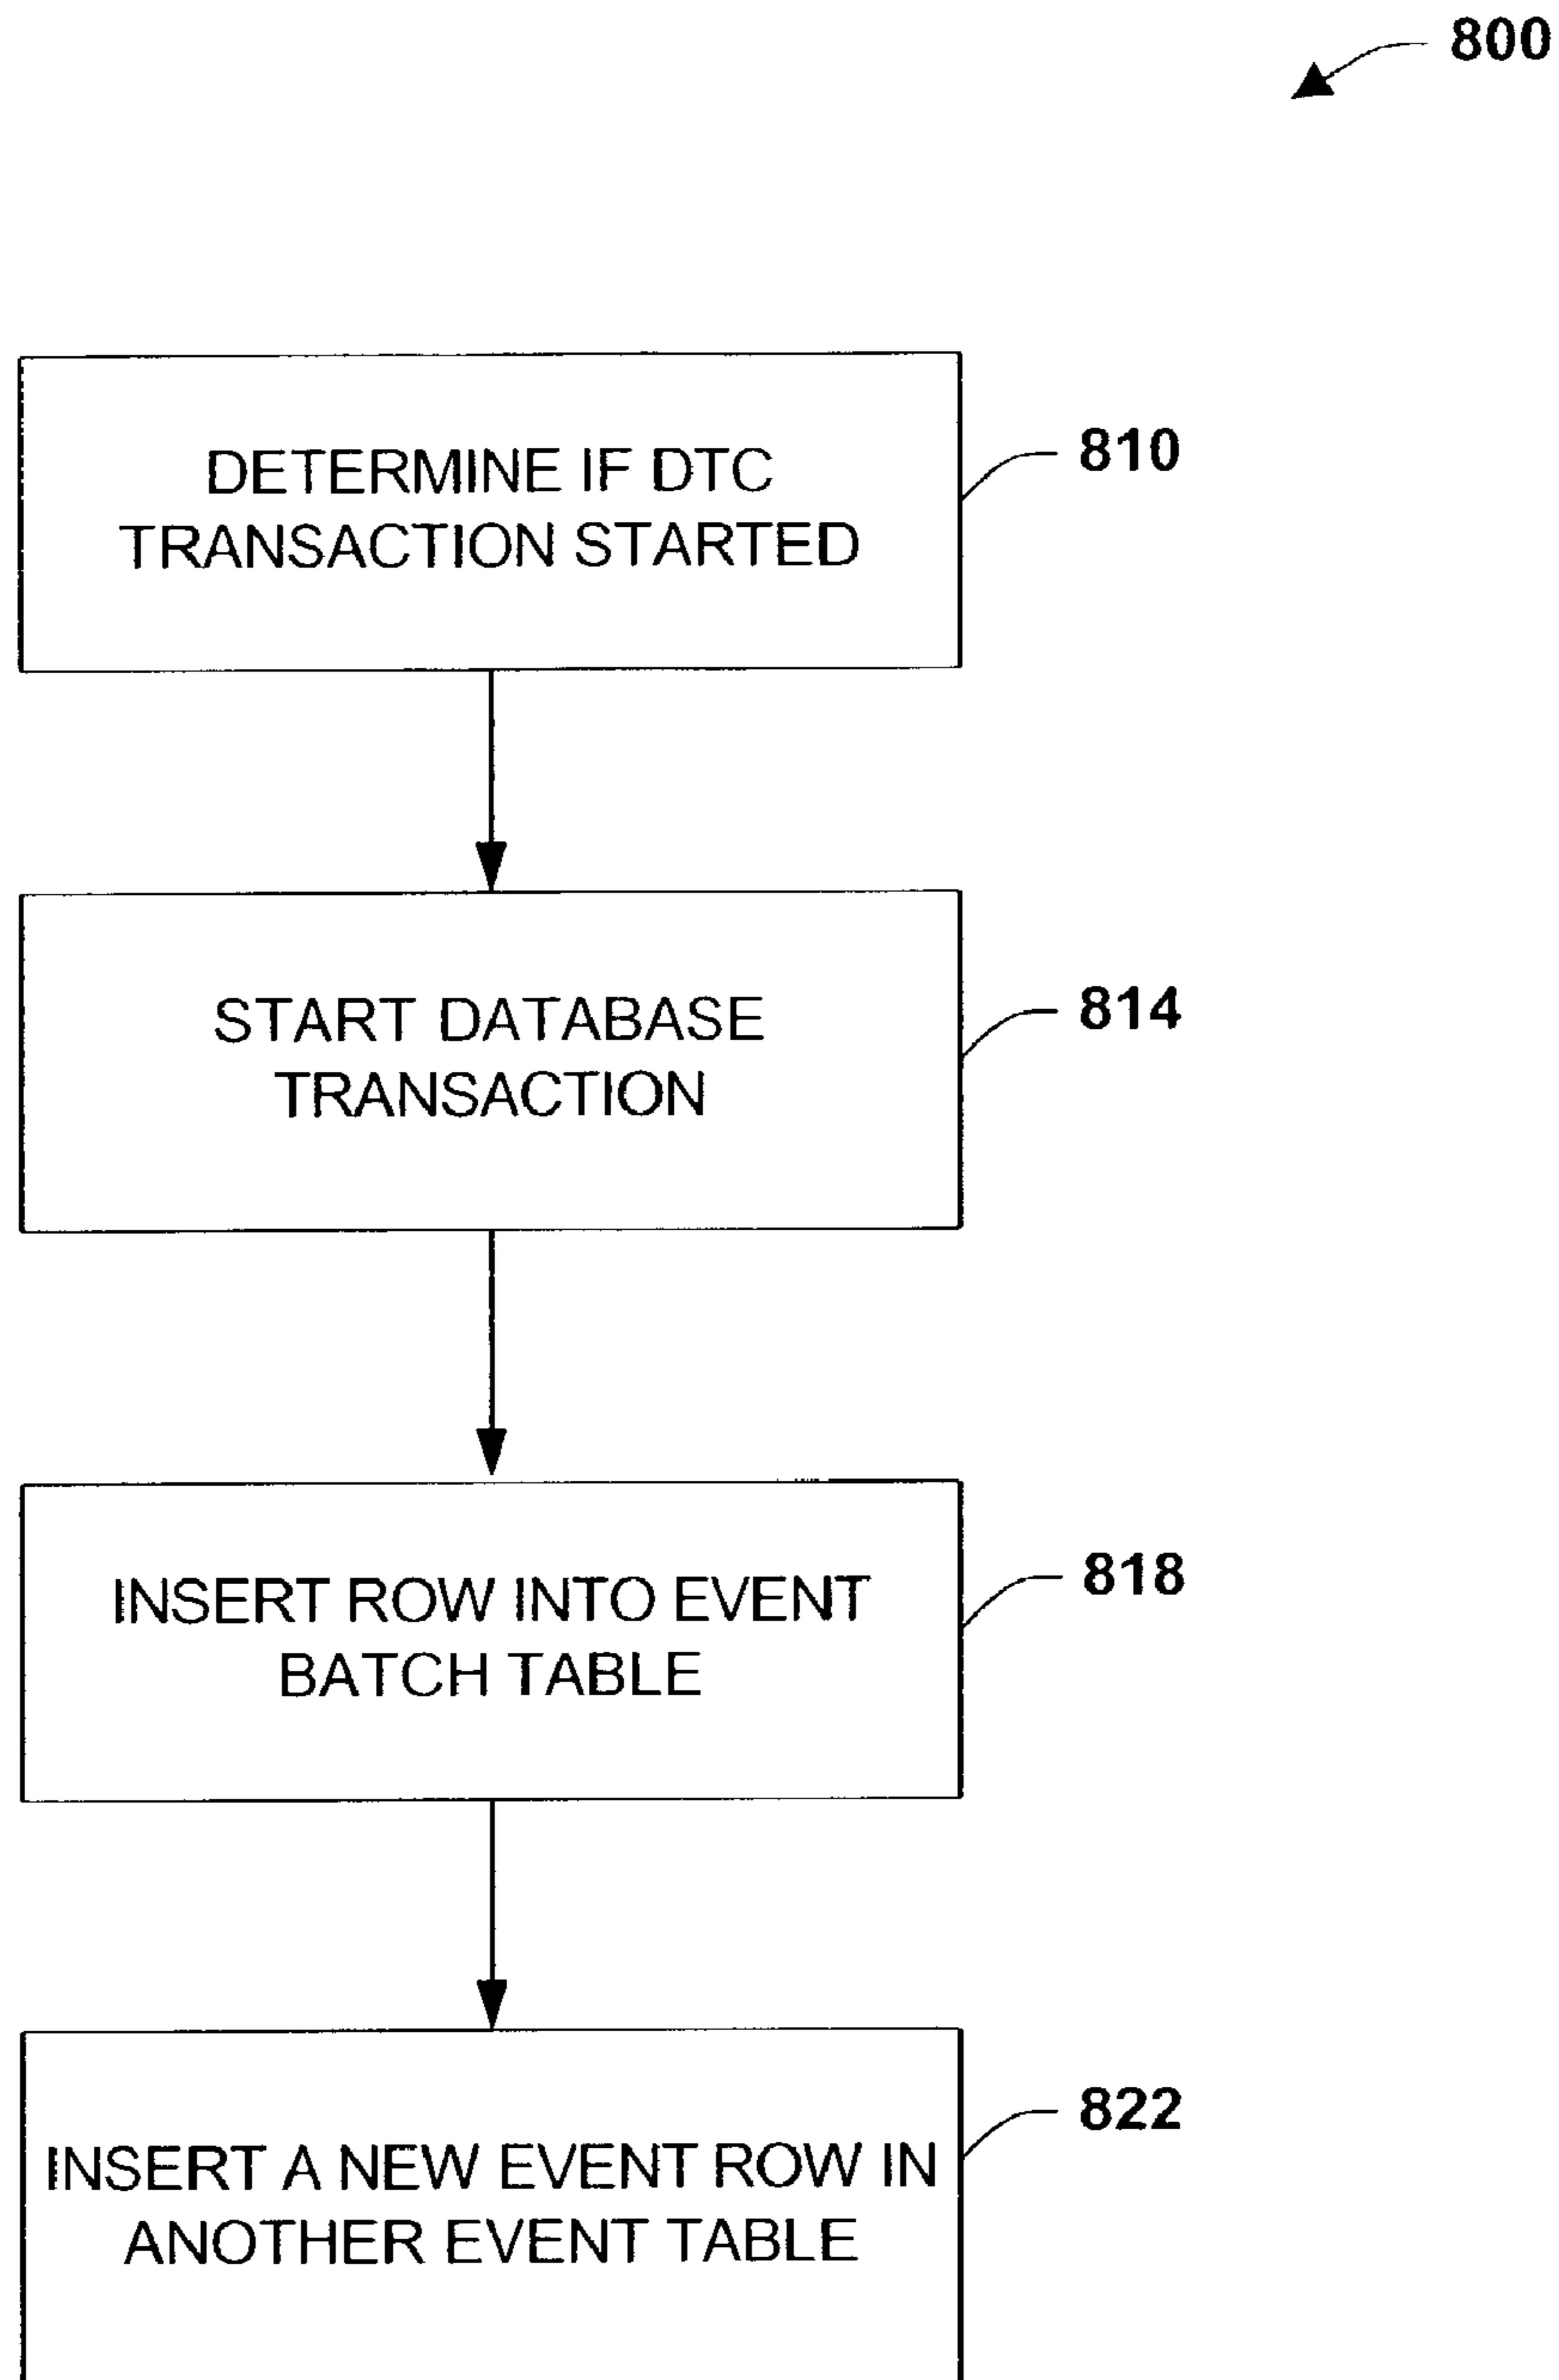 800
DETERMINE IF DTC
TRANSACTION STARTED
810
START DATABASE
TRANSACTION
814
INSERT ROW INTO EVENT
BATCH TABLE
818
INSERT A NEW EVENT ROW IN
ANOTHER EVENT TABLE
822